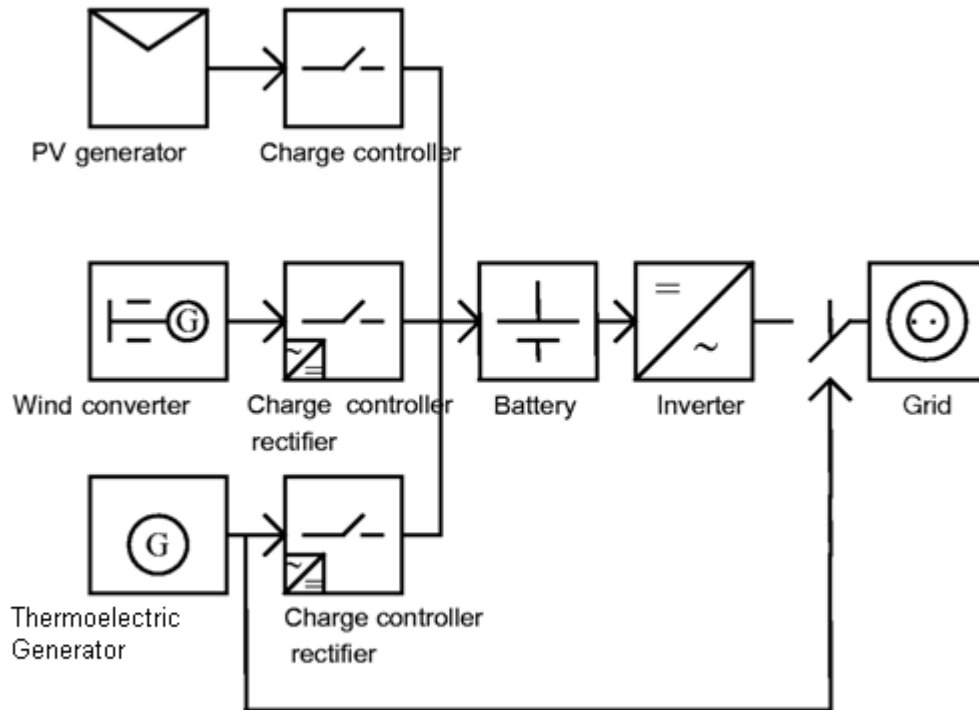 PV generator
Charge controller
G
Wind converter
=
~
Charge controller
rectifier
Battery
=
~
Inverter
Grid
G
Thermoelectric
Generator
~
=
Charge controller
rectifier